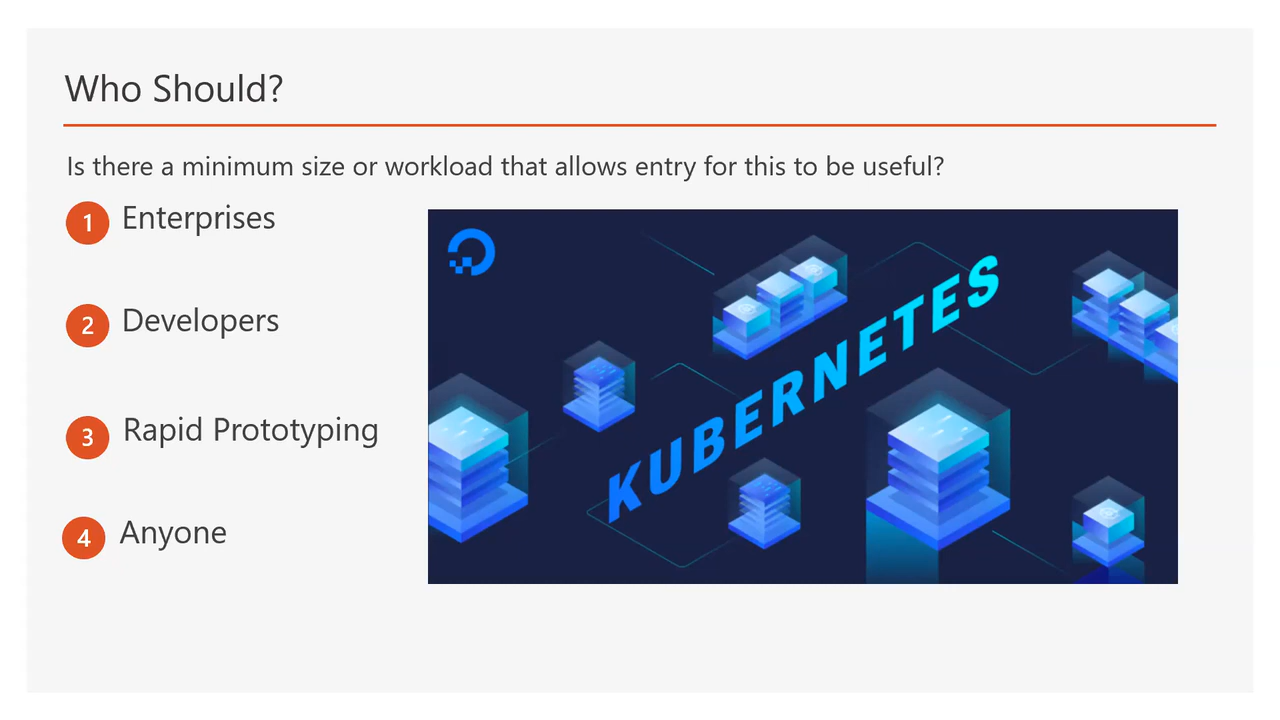 Who Should?
Is there a minimum size or workload that allows entry for this to be useful?
1 Enterprises
2 Developers
3 Rapid Prototyping
4 Anyone
KUBERNETES